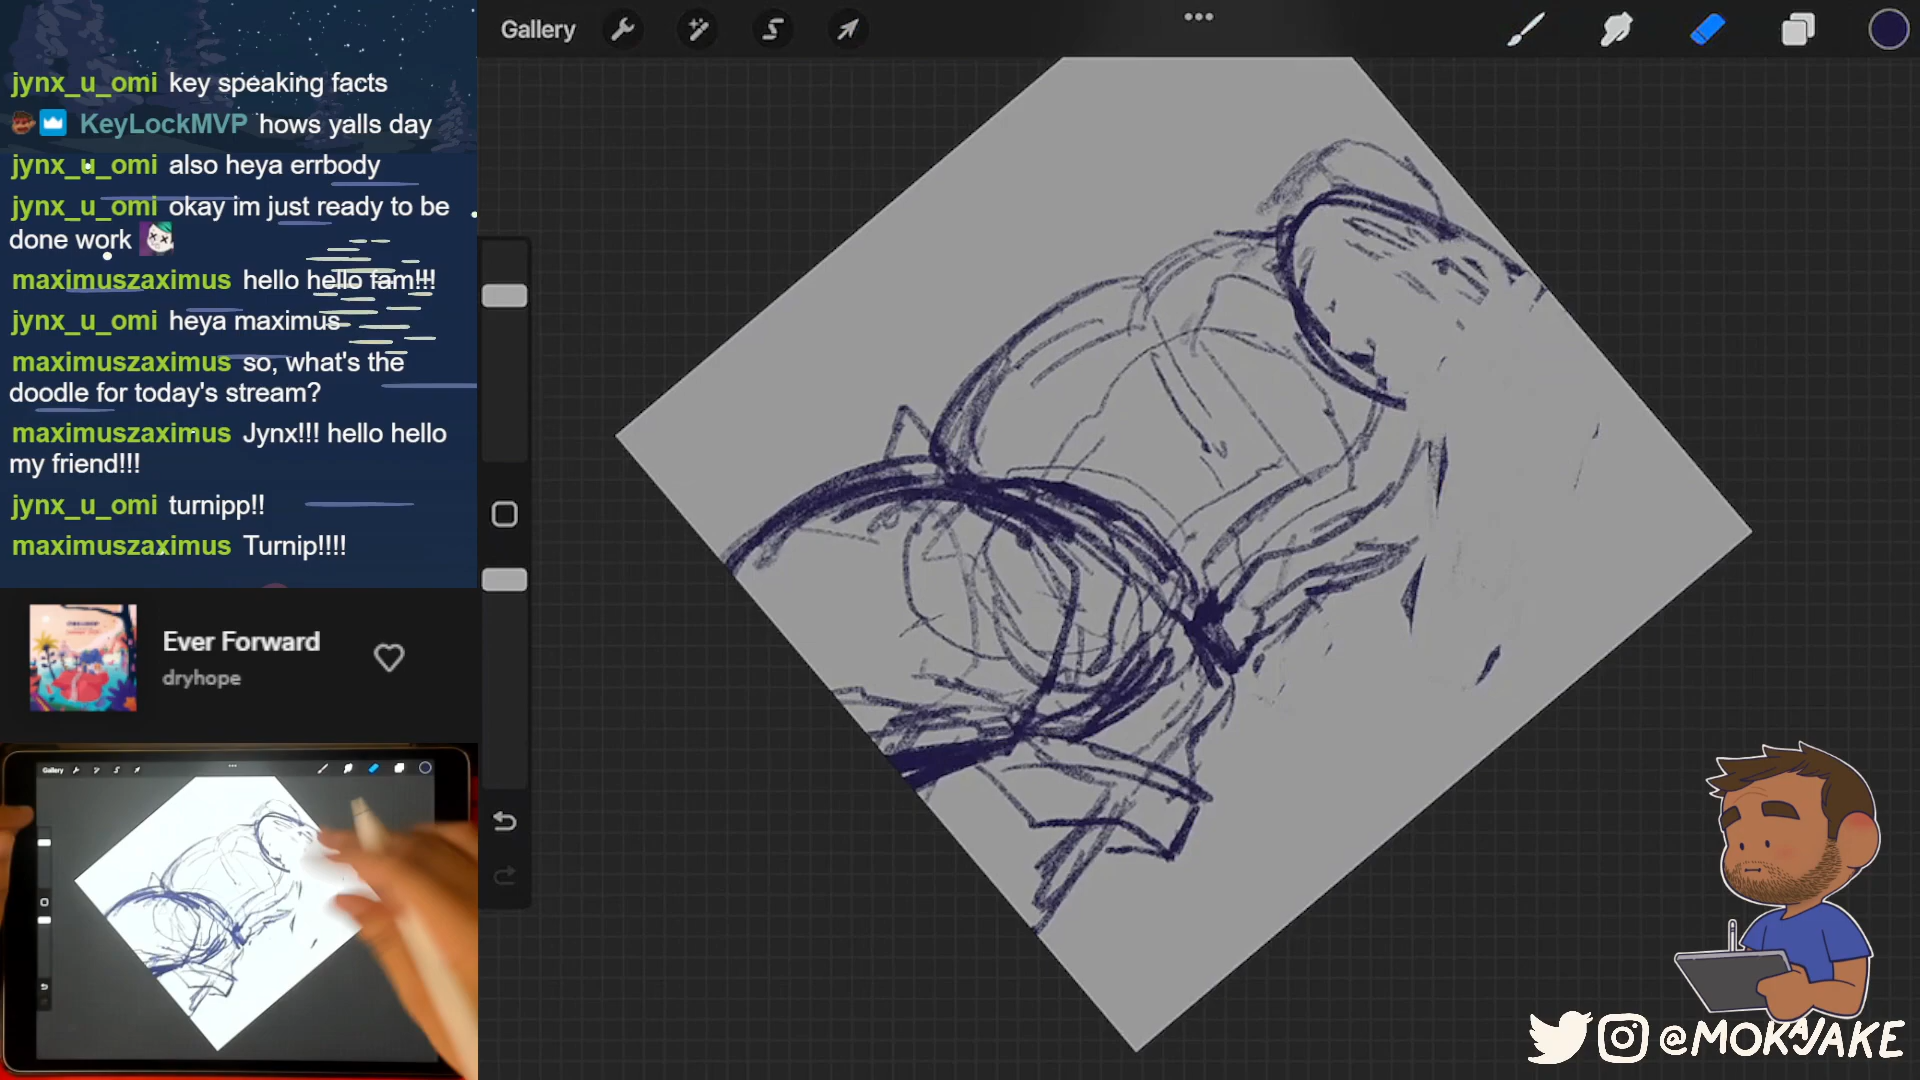 jynx_u_omi key speaking facts
KeyLockMVP hows yalls day
jynx_u_omi also heya errbody
jynx_u_omi okay im just ready to be
done work
maximuszaximus hello hello fam!!!
jynx_u_omi heya maximus
maximuszaximus so, what's the
doodle for today's stream?
maximuszaximus Jynx!!! hello hello
my friend!!!
jynx_u_omi turnipp!!
maximuszaximus Turnip!!!!
Ever Forward
dryhope
Gallery
Gallery
@MOKAJAKE